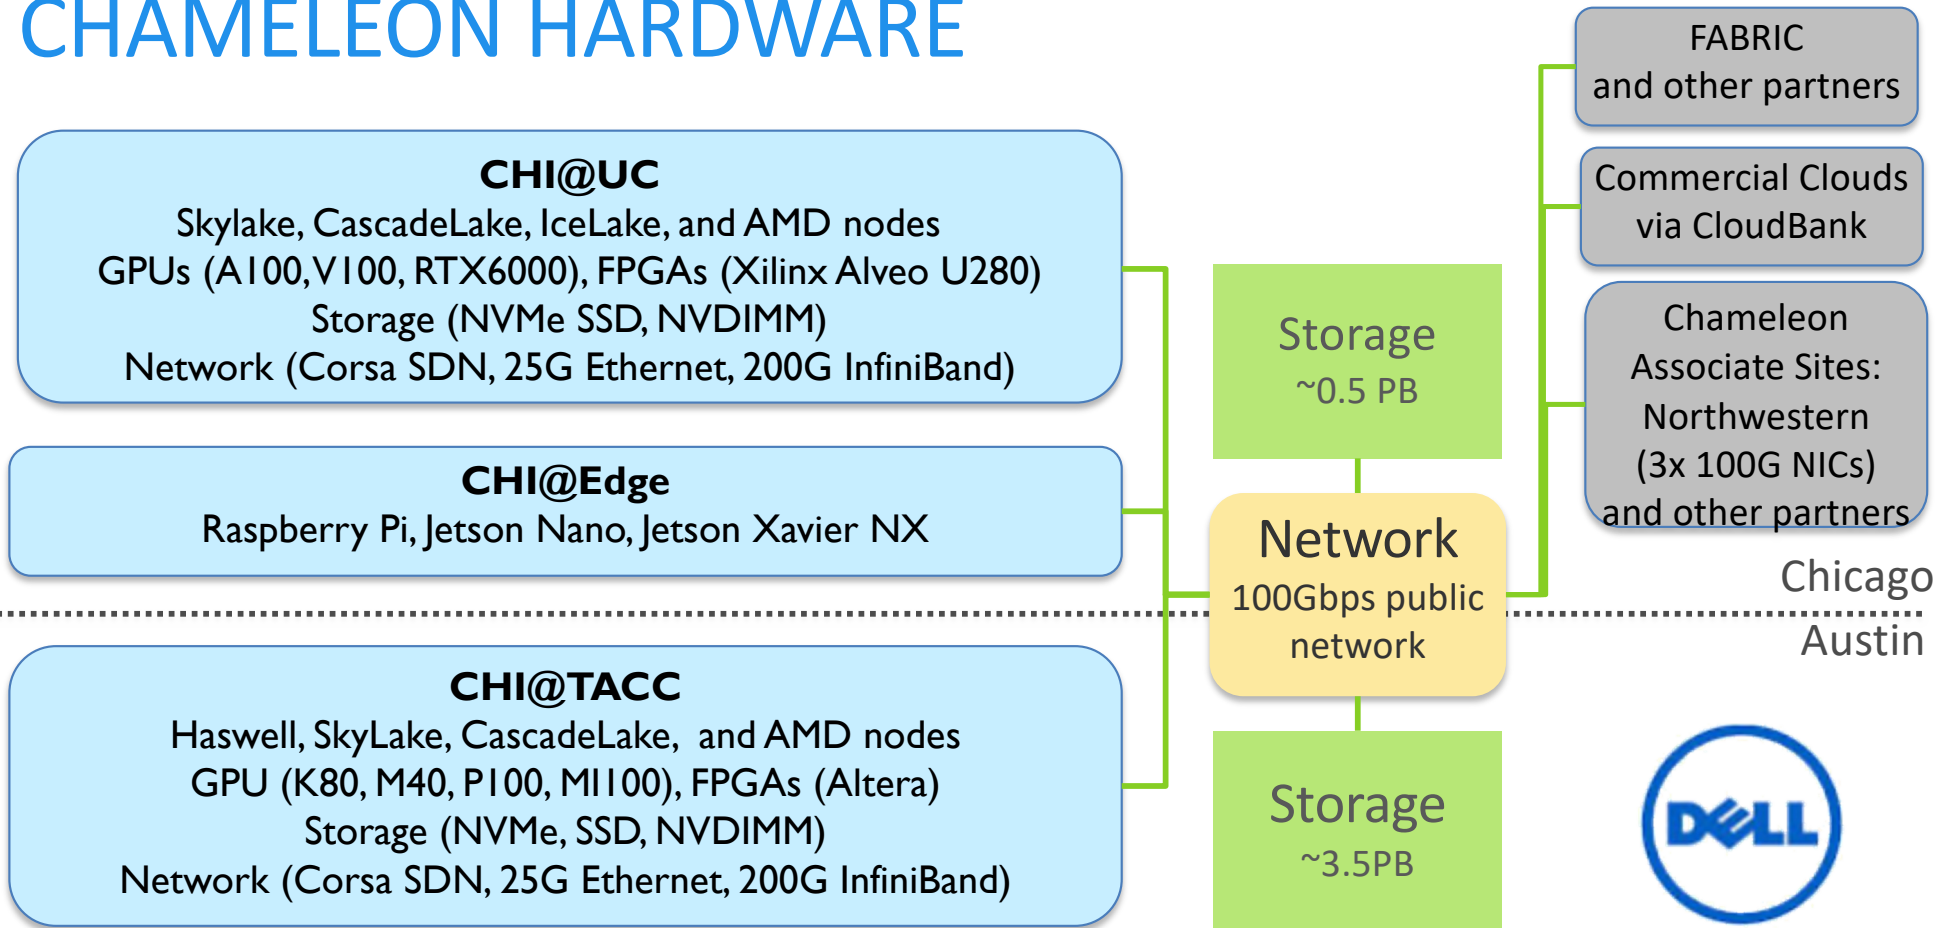 CHAMELEON HARDWARE
CHI@UC
Skylake, CascadeLake, IceLake, and AMD nodes
GPUs (A100, V100, RTX6000), FPGAs (Xilinx Alveo U280)
Storage (NVMe SSD, NVDIMM)
Network (Corsa SDN, 25G Ethernet, 200G InfiniBand)
CHI@Edge
Raspberry Pi, Jetson Nano, Jetson Xavier NX
CHI@TACC
Haswell, SkyLake, CascadeLake, and AMD nodes
GPU (K80, M40, P100, MI100), FPGAs (Altera)
Storage (NVMe, SSD, NVDIMM)
Network (Corsa SDN, 25G Ethernet, 200G InfiniBand)
Storage
~0.5 PB
Network
100Gbps public
network
Storage
~3.5PB
FABRIC
and other partners
Commercial Clouds
via CloudBank
Chameleon
Associate Sites:
Northwestern
(3x 100G NICs)
and other partners
Chicago
Austin
DELL